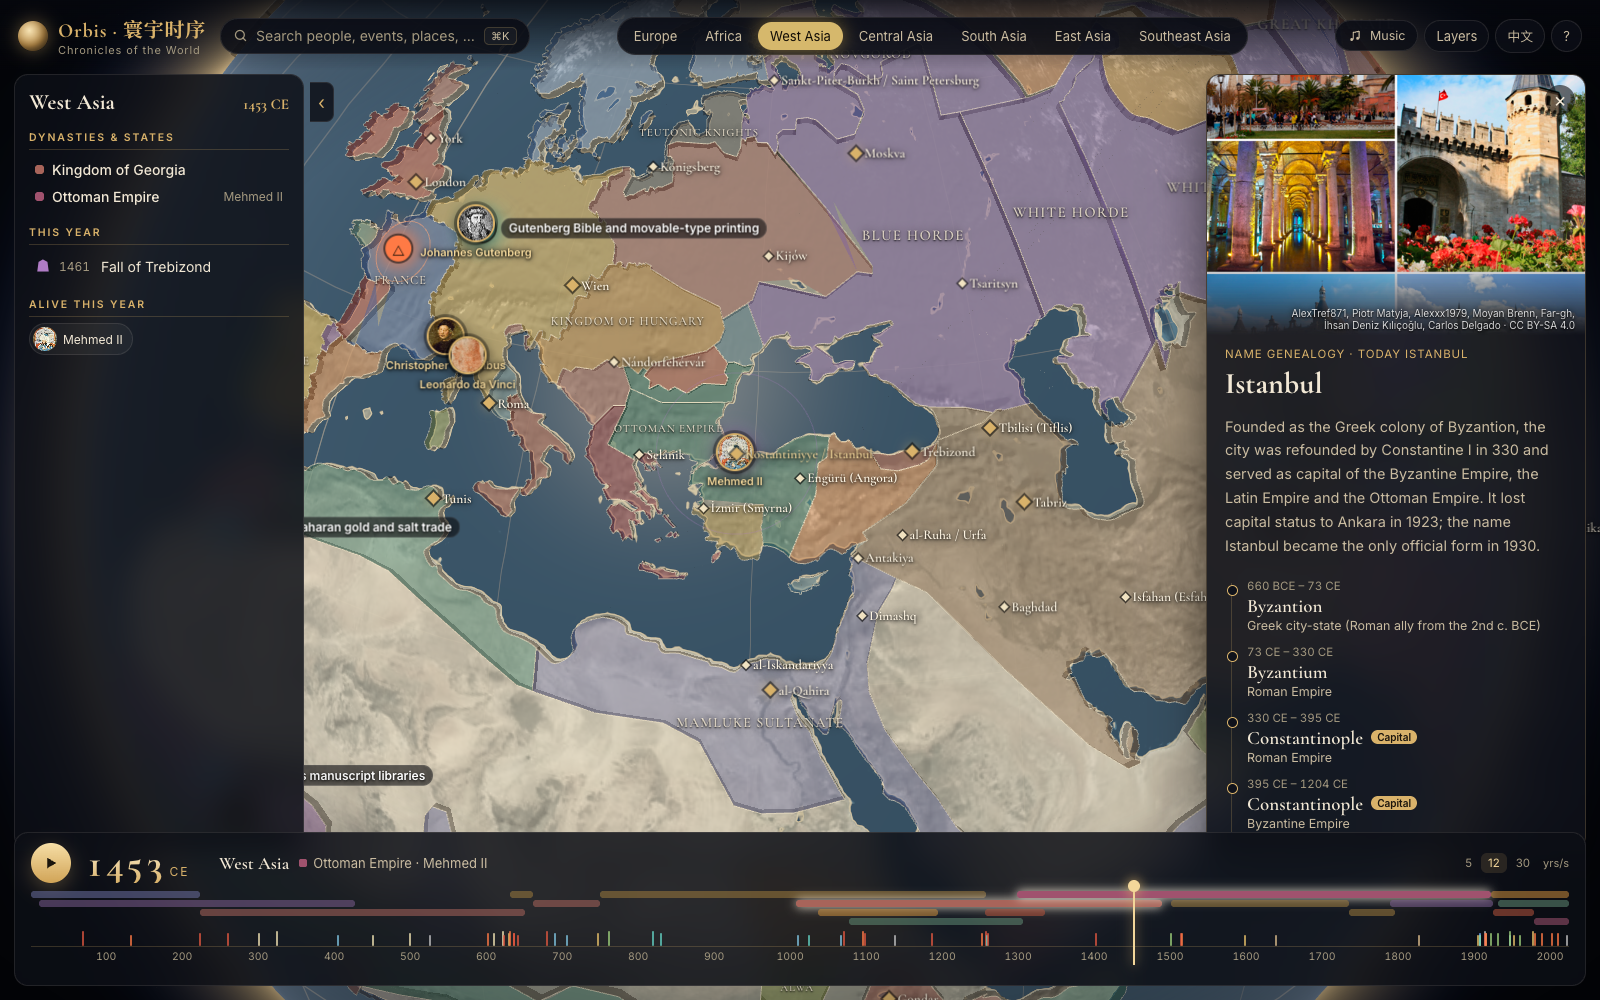 Orbis · 寰宇时序
Chronicles of the World
Search people, events, places, ...
⌘K
Europe
Africa
West Asia
Central Asia
South Asia
East Asia
Southeast Asia
Music
Layers
中文
?
West Asia
1453 CE
DYNASTIES & STATES
Kingdom of Georgia
Ottoman Empire
Mehmed II
THIS YEAR
1461 Fall of Trebizond
ALIVE THIS YEAR
Mehmed II
Sankt-Piter-Burkh / Saint Petersburg
TEUTONIC KNIGHTS
York
Königsberg
Moskva
London
WHITE HORDE
BLUE HORDE
Gutenberg Bible and movable-type printing
Johannes Gutenberg
Kijów
FRANCE
Wien
Tsaritsyn
KINGDOM OF HUNGARY
Nándorfehérvár
Christopher
Leonardo da Vinci
Roma
OTTOMAN EMPIRE
Tbilisi (Tiflis)
Selânik
Kostantiniyye / Istanbul
Trebizond
Mehmed II
Engürü (Angora)
Tunis
İzmir (Smyrna)
Tabriz
aharan gold and salt trade
al-Ruha / Urfa
Antakiya
Isfahan (Esfah
Baghdad
Dimashq
al-Iskandariyya
al-Qahira
MAMLUKE SULTANATE
s manuscript libraries
ALWA
Gondar
AlexTref871, Piotr Matyja, Alexxx1979, Moyan Brenn, Far-gh,
İhsan Deniz Kılıçoğlu, Carlos Delgado · CC BY-SA 4.0
NAME GENEALOGY · TODAY ISTANBUL
Istanbul
Founded as the Greek colony of Byzantion, the
city was refounded by Constantine I in 330 and
served as capital of the Byzantine Empire, the
Latin Empire and the Ottoman Empire. It lost
capital status to Ankara in 1923; the name
Istanbul became the only official form in 1930.
660 BCE – 73 CE
Byzantion
Greek city-state (Roman ally from the 2nd c. BCE)
73 CE – 330 CE
Byzantium
Roman Empire
330 CE – 395 CE
Constantinople Capital
Roman Empire
395 CE – 1204 CE
Constantinople Capital
Byzantine Empire
1453 CE
West Asia
Ottoman Empire · Mehmed II
5 12 30 yrs/s
100 200 300 400 500 600 700 800 900 1000 1100 1200 1300 1400 1500 1600 1700 1800 1900 2000